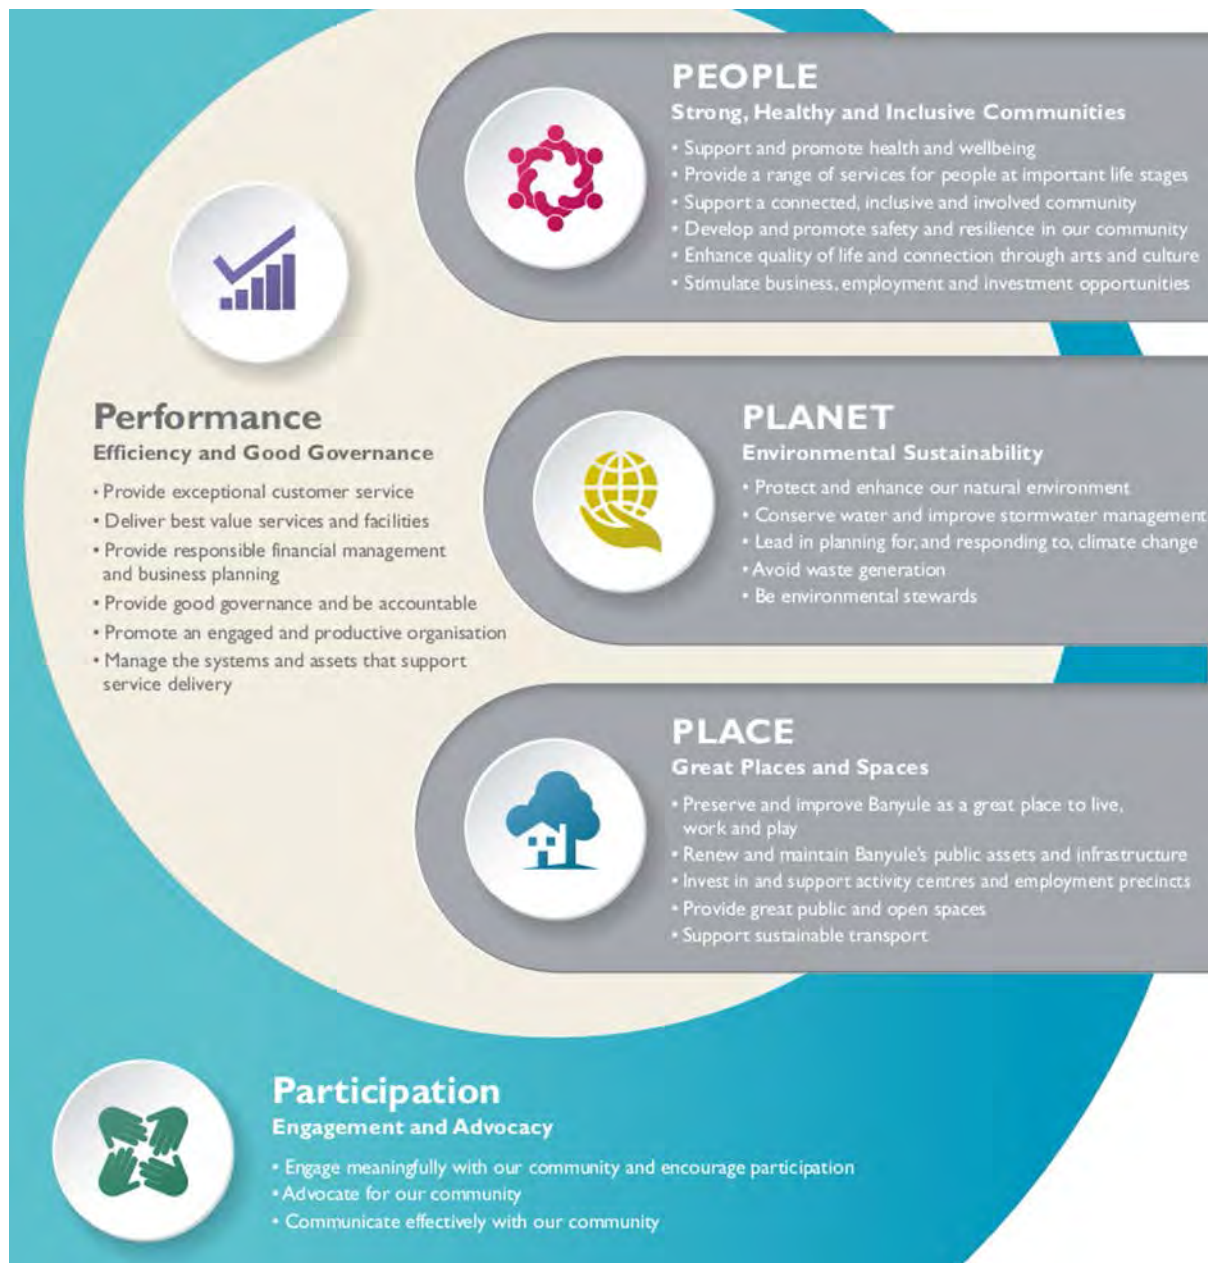 PEOPLE
Strong, Healthy and Inclusive Communities
• Support and promote health and wellbeing
• Provide a range of services for people at important life stages
• Support a connected, inclusive and involved community
• Develop and promote safety and resilience in our community
• Enhance quality of life and connection through arts and culture
• Stimulate business, employment and investment opportunities
Performance
Efficiency and Good Governance
• Provide exceptional customer service
• Deliver best value services and facilities
• Provide responsible financial management
and business planning
• Provide good governance and be accountable
• Promote an engaged and productive organisation
• Manage the systems and assets that support
service delivery
PLANET
Environmental Sustainability
• Protect and enhance our natural environment
• Conserve water and improve stormwater management
• Lead in planning for, and responding to, climate change
• Avoid waste generation
• Be environmental stewards
PLACE
Great Places and Spaces
• Preserve and improve Banyule as a great place to live,
work and play
• Renew and maintain Banyule's public assets and infrastructure
• Invest in and support activity centres and employment precincts
• Provide great public and open spaces
• Support sustainable transport
Participation
Engagement and Advocacy
• Engage meaningfully with our community and encourage participation
• Advocate for our community
• Communicate effectively with our community